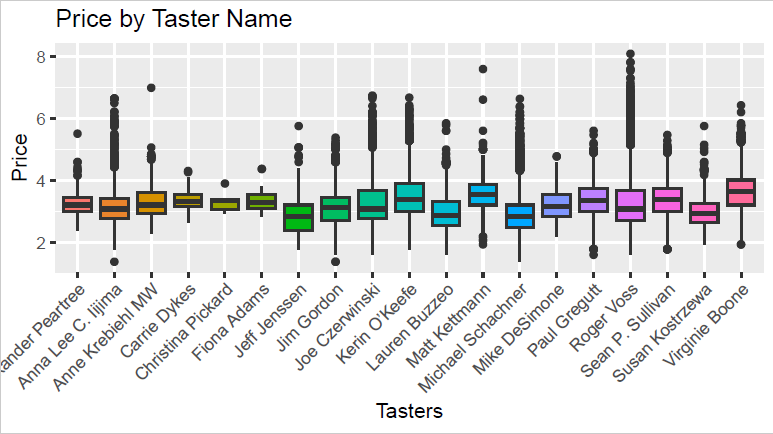 Price by Taster Name
Price
8
6
4
2
xander Peartree
Anna Lee C. Iijima
Anne Krebiehl MW
Carrie Dykes
Christina Pickard
Fiona Adams
Jeff Jenssen
Jim Gordon
Joe Czerwinski
Kerin O'Keefe
Lauren Buzzeo
Matt Kettmann
Michael Schachner
Mike DeSimone
Paul Gregutt
Roger Voss
Sean P. Sullivan
Susan Kostrzewa
Virginie Boone
Tasters